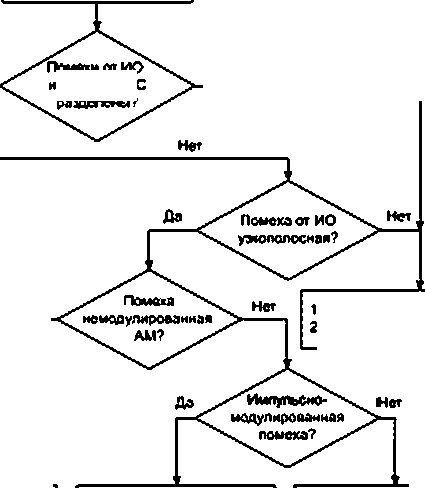 Помехи от ИО
и С
разделены?
Нет
Да
Помеха от ИО
узкополосная?
Нет
Помеха
немодулированная
АМ?
Нет
1
2
Да
Импульсно-
модулированная
помеха?
Нет